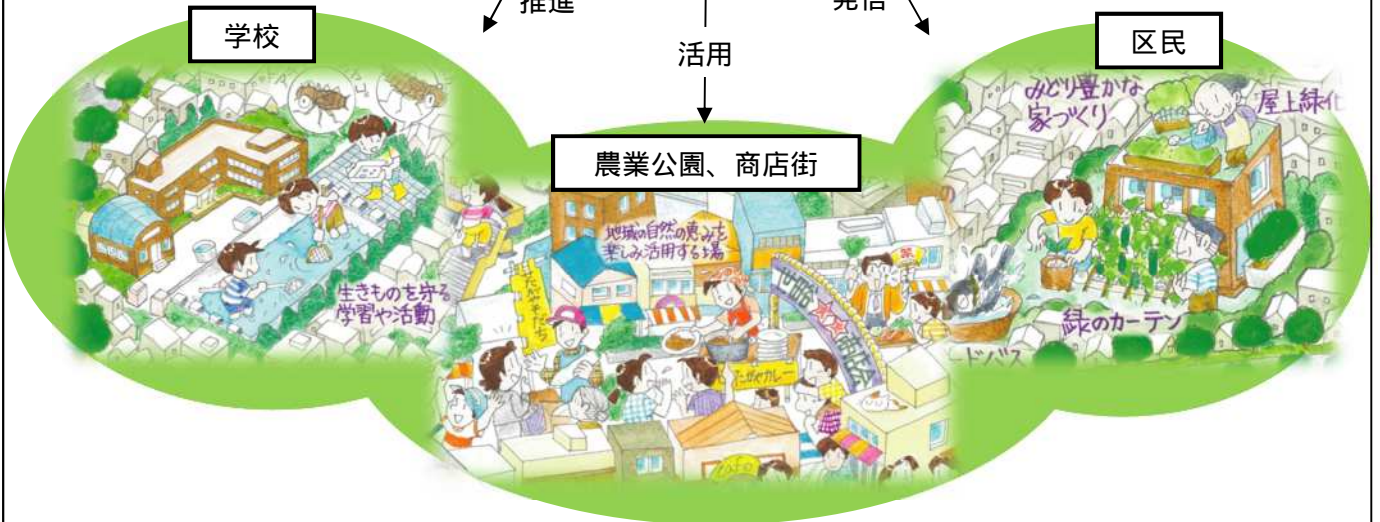 推進
発信
活用
学校
区民
農業公園、商店街
みどり豊かな
家づくり
屋上緑化
地域の自然の恵みを
楽しみ活用する場
生きものを守る
学習や活動
緑のカーテン
ードバス
カレー
cafe